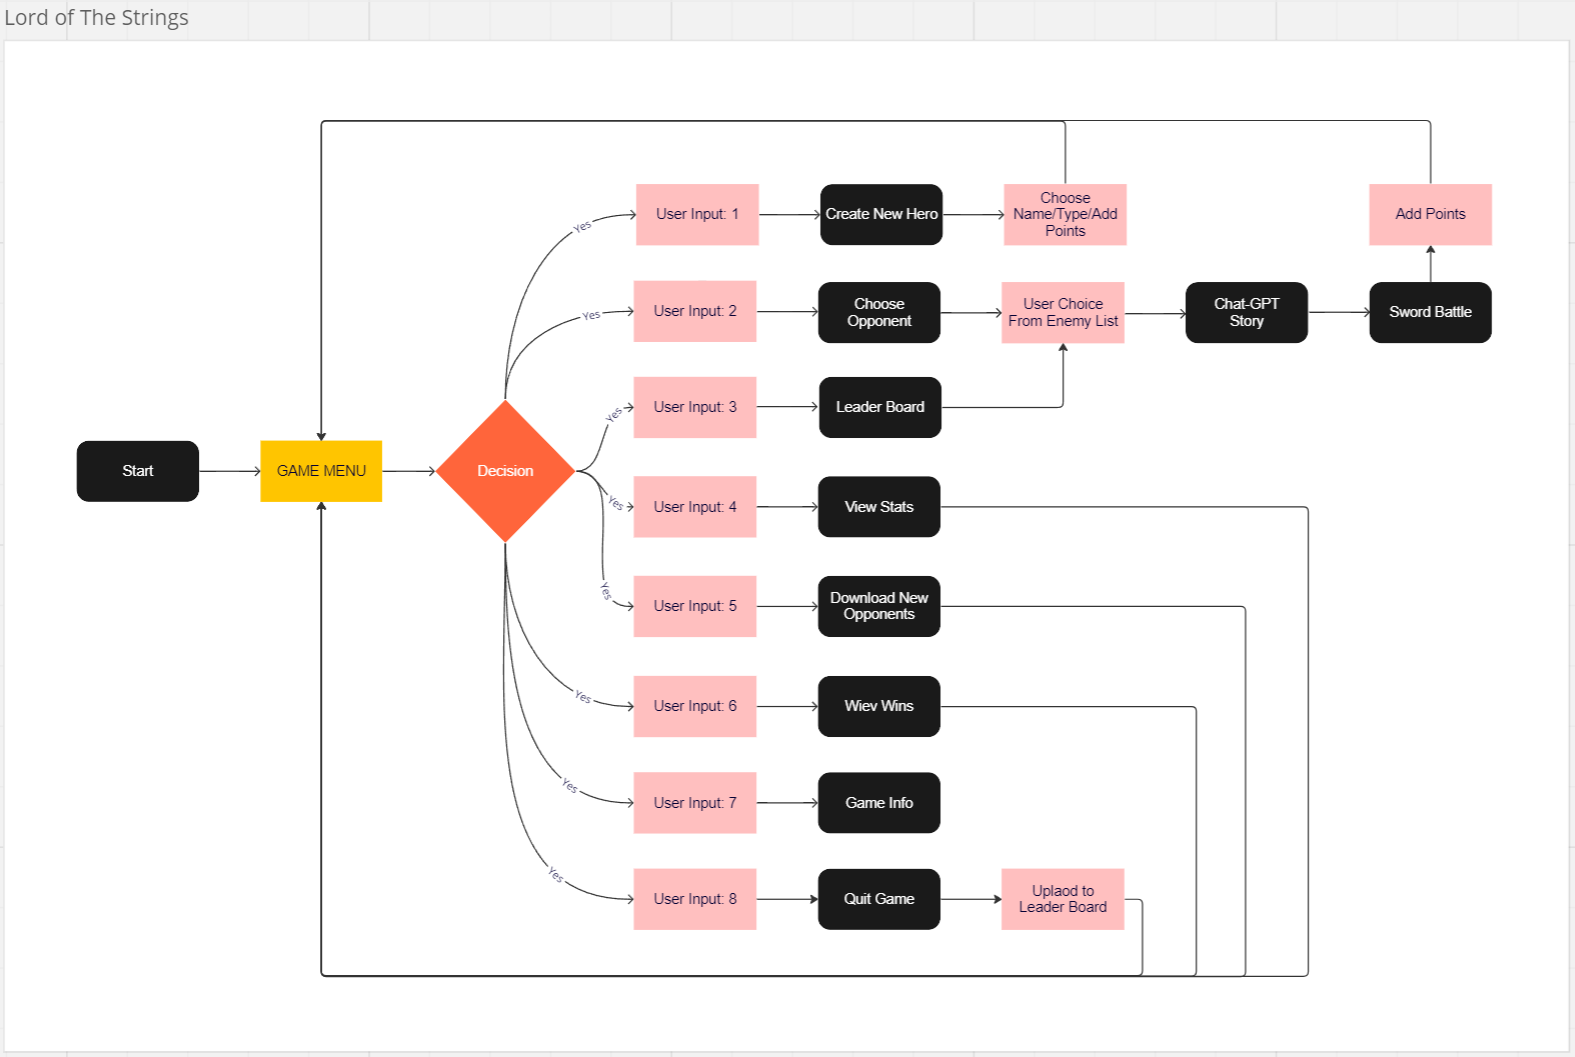 Lord of The Strings
Yes
User Input: 1
Create New Hero
Choose
Name/Type/Add
Points
Add Points
Yes
User Input: 2
Choose
Opponent
User Choice
From Enemy List
Chat-GPT
Story
Sword Battle
Yes
User Input: 3
Leader Board
Start
GAME MENU
Decision
Yes
User Input: 4
View Stats
Yes
User Input: 5
Download New
Opponents
Yes
User Input: 6
Wiev Wins
Yes
User Input: 7
Game Info
Yes
User Input: 8
Quit Game
Uplaod to
Leader Board